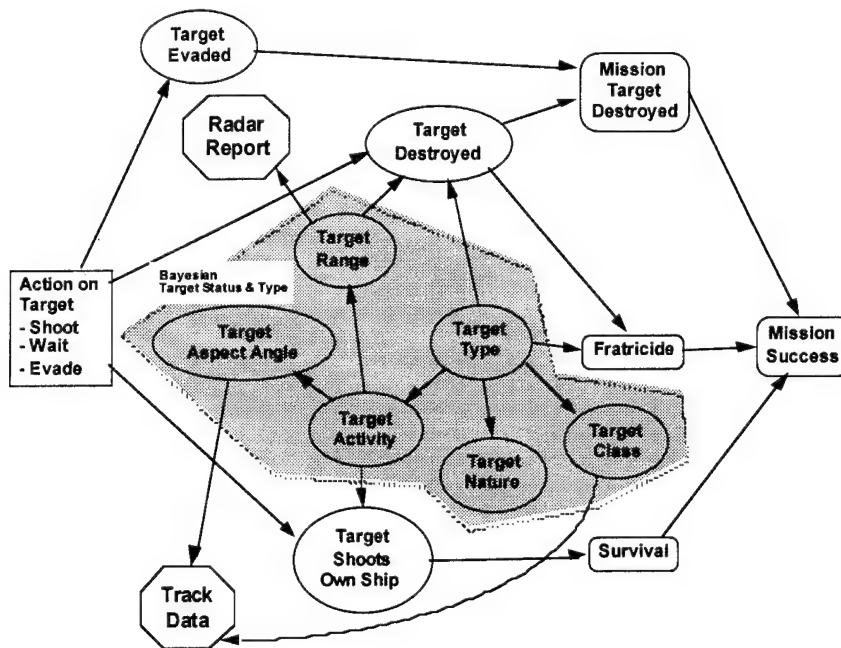 Target
Evaded
Mission
Target
Destroyed
Radar
Report
Target
Destroyed
Target
Range
Bayesian
Target Status & Type
Action on
Target
- Shoot
- Wait
- Evade
Target
Aspect Angle
Target
Type
Fratricide
Mission
Success
Target
Activity
Target
Class
Target
Nature
Target
Shoots
Own Ship
Survival
Track
Data